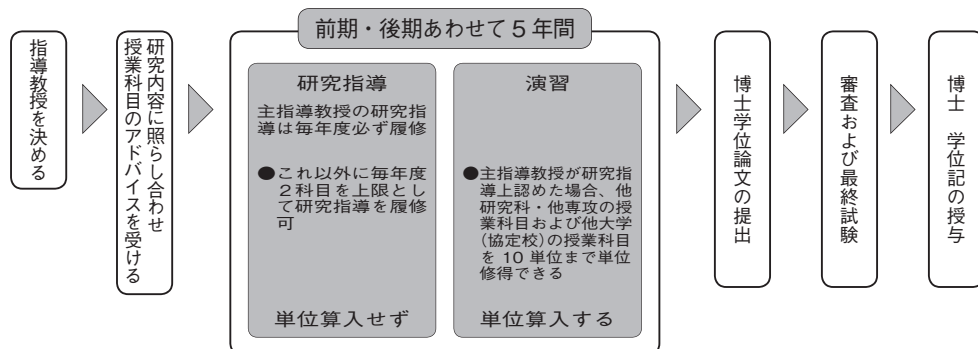 指導教授を決める
研究内容に照らし合わせ
授業科目のアドバイスを受ける
前期・後期あわせて5年間
研究指導
主指導教授の研究指
導は毎年度必ず履修
●これ以外に毎年度
2科目を上限とし
て研究指導を履修
可
単位算入せず
演習
●主指導教授が研究指
導上認めた場合、他
研究科・他専攻の授
業科目および他大学
(協定校)の授業科目
を10単位まで単位
修得できる
単位算入する
博士学位論文の提出
審査および最終試験
博士 学位記の授与